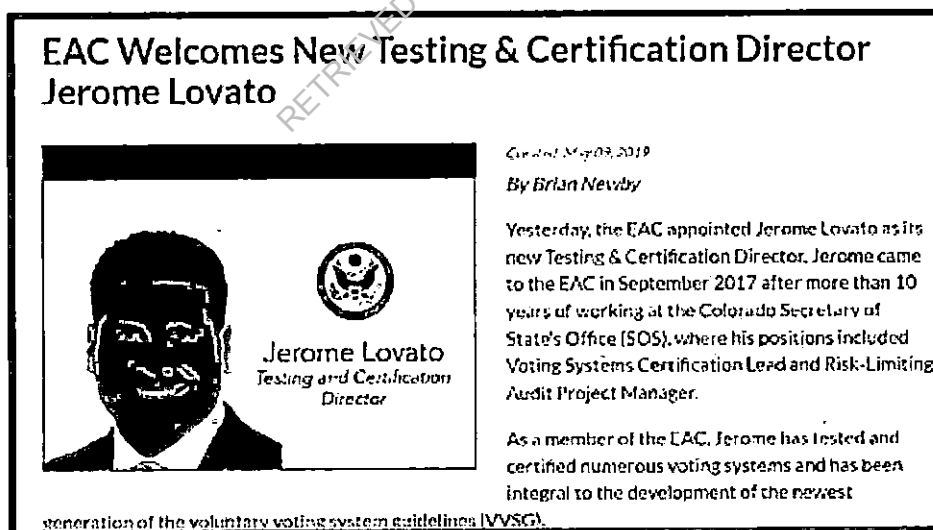 EAC Welcomes New Testing & Certification Director
Jerome Lovato
RETRIEVED
Created May 09, 2019
By Brian Newby
Yesterday, the EAC appointed Jerome Lovato as its
new Testing & Certification Director. Jerome came
to the EAC in September 2017 after more than 10
years of working at the Colorado Secretary of
State's Office (SOS), where his positions included
Voting Systems Certification Lead and Risk-Limiting
Audit Project Manager.
Jerome Lovato
Testing and Certification
Director
As a member of the EAC, Jerome has tested and
certified numerous voting systems and has been
integral to the development of the newest
generation of the voluntary voting system guidelines (VVSG).